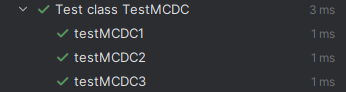 Test class TestMCDC 3 ms
testMCDC1 1 ms
testMCDC2 1 ms
testMCDC3 1 ms